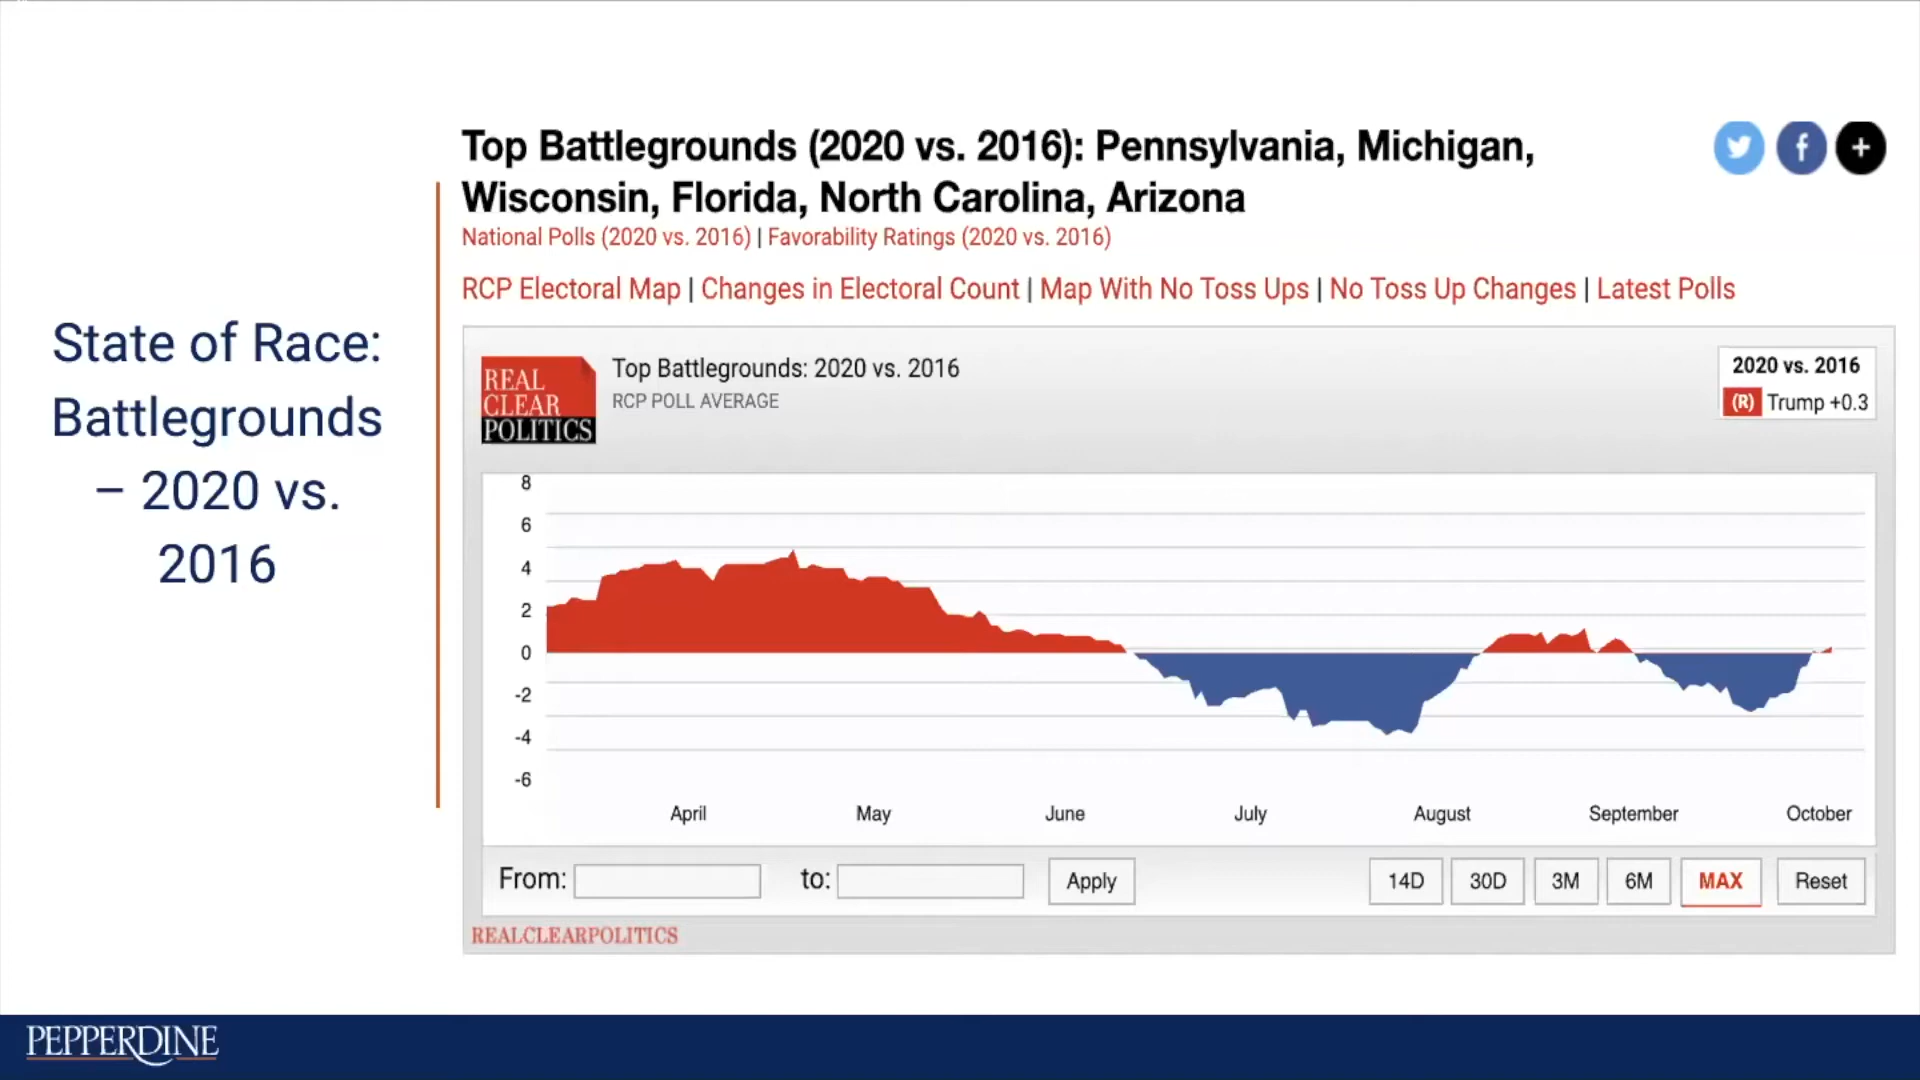 State of Race:
Battlegrounds
– 2020 vs.
2016
Top Battlegrounds (2020 vs. 2016): Pennsylvania, Michigan,
Wisconsin, Florida, North Carolina, Arizona
National Polls (2020 vs. 2016) | Favorability Ratings (2020 vs. 2016)
RCP Electoral Map | Changes in Electoral Count | Map With No Toss Ups | No Toss Up Changes | Latest Polls
REAL
CLEAR
POLITICS
Top Battlegrounds: 2020 vs. 2016
RCP POLL AVERAGE
2020 vs. 2016
(R) Trump +0.3
8
6
4
2
0
-2
-4
-6
April May June July August September October
From: to: Apply 14D 30D 3M 6M MAX Reset
REALCLEARPOLITICS
PEPPERDINE